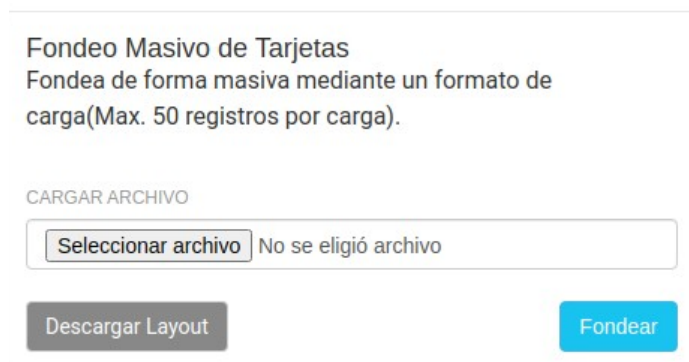 Fondeo Masivo de Tarjetas
Fondea de forma masiva mediante un formato de
carga(Max. 50 registros por carga).
CARGAR ARCHIVO
Seleccionar archivo No se eligió archivo
Descargar Layout Fondear